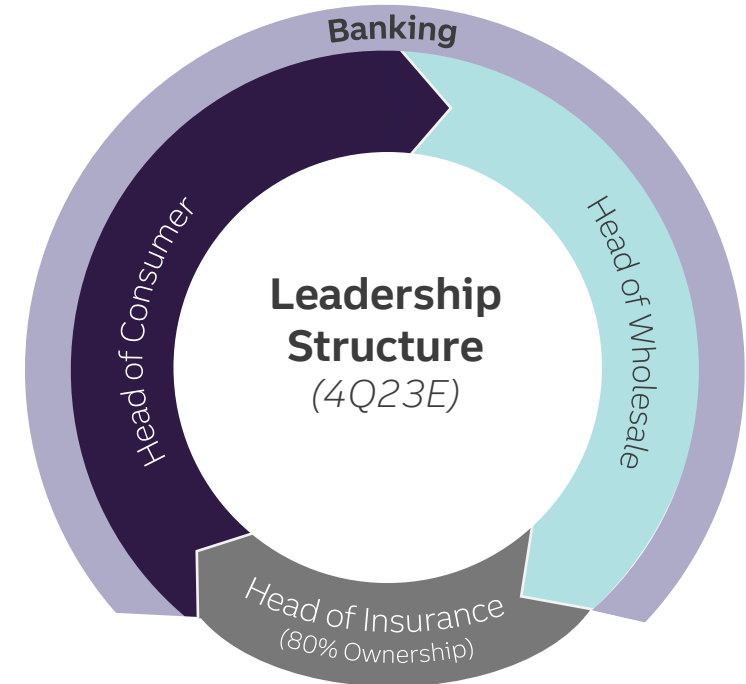 Banking
Head of Consumer
Head of Wholesale
Leadership
Structure
(4Q23E)
Head of Insurance
(80% Ownership)